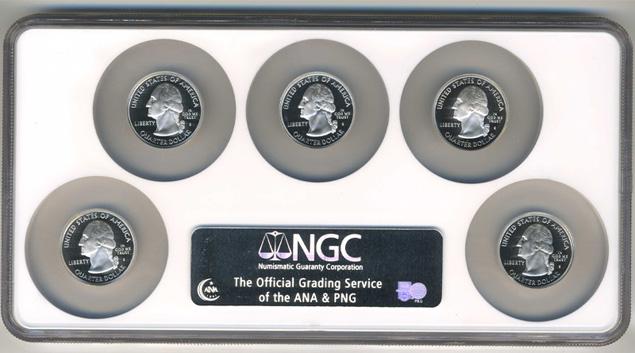 UNITED STATES OF AMERICA
LIBERTY
IN
GOD WE
TRUST
S
QUARTER DOLLAR
UNITED STATES OF AMERICA
LIBERTY
IN
GOD WE
TRUST
S
QUARTER DOLLAR
UNITED STATES OF AMERICA
LIBERTY
IN
GOD WE
TRUST
S
QUARTER DOLLAR
UNITED STATES OF AMERICA
LIBERTY
IN
GOD WE
TRUST
S
QUARTER DOLLAR
NGC
Numismatic Guaranty Corporation
The Official Grading Service
of the ANA & PNG
ANA
PNG
UNITED STATES OF AMERICA
LIBERTY
IN
GOD WE
TRUST
S
QUARTER DOLLAR